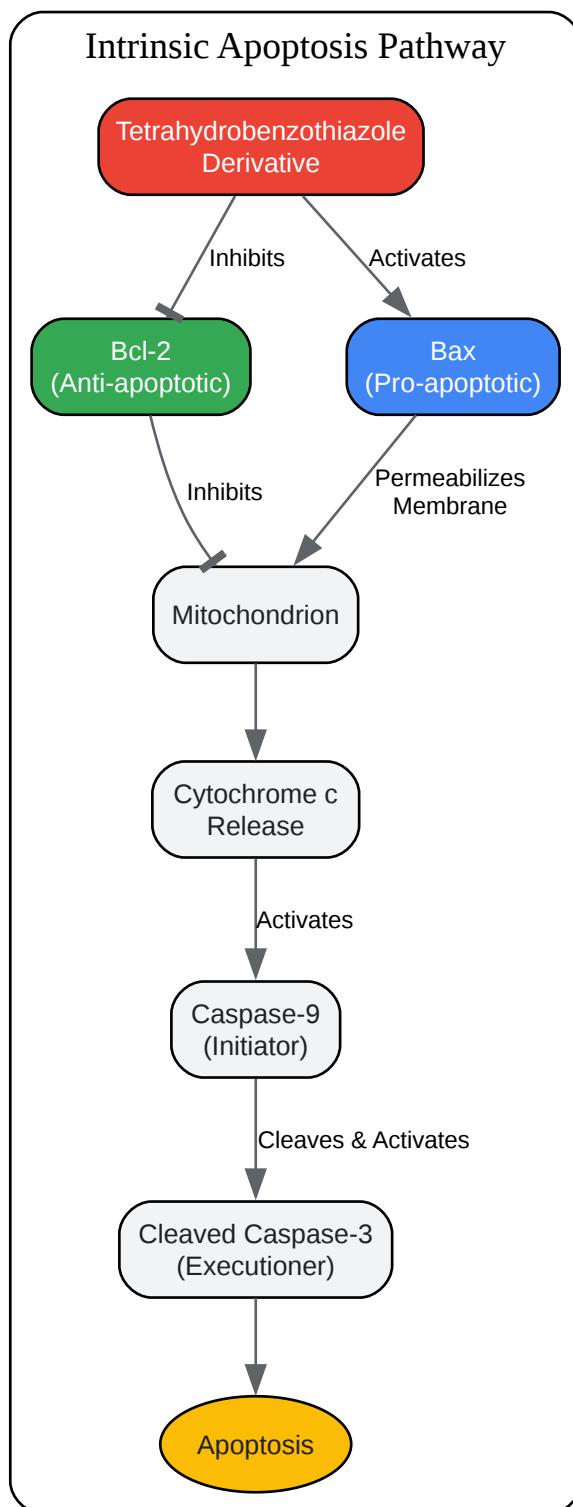 Intrinsic Apoptosis Pathway
Tetrahydrobenzothiazole
Derivative
Inhibits
Activates
Bcl-2
(Anti-apoptotic)
Bax
(Pro-apoptotic)
Inhibits
Permeabilizes
Membrane
Mitochondrion
Cytochrome c
Release
Activates
Caspase-9
(Initiator)
Cleaves & Activates
Cleaved Caspase-3
(Executioner)
Apoptosis